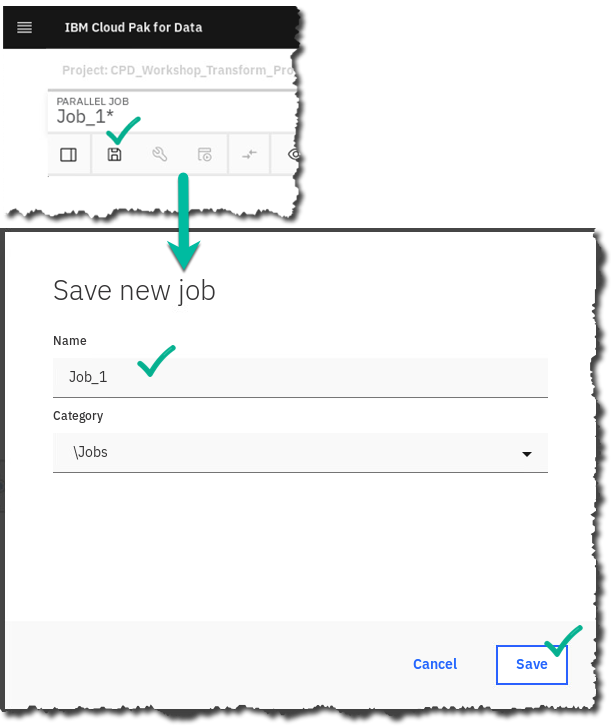 IBM Cloud Pak for Data
Project: CPD_Workshop_Transform_Pro
PARALLEL JOB
Job_1*
Save new job
Name
Job_1
Category
\Jobs
Cancel
Save